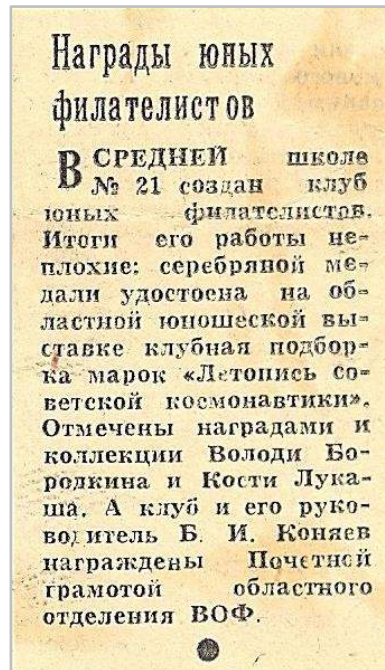 Награды юных
филателистов
В СРЕДНЕЙ школе
№ 21 создан клуб
юных филателистов.
Итоги его работы не-
плохие: серебряной ме-
дали удостоена на об-
ластной юношеской вы-
ставке клубная подбор-
ка марок «Летопись со-
ветской космонавтики».
Отмечены наградами и
коллекции Володи Бо-
родкина и Кости Лука-
ша. А клуб и его руко-
водитель Б. И. Коняев
награждены Почетной
грамотой областного
отделения ВОФ.